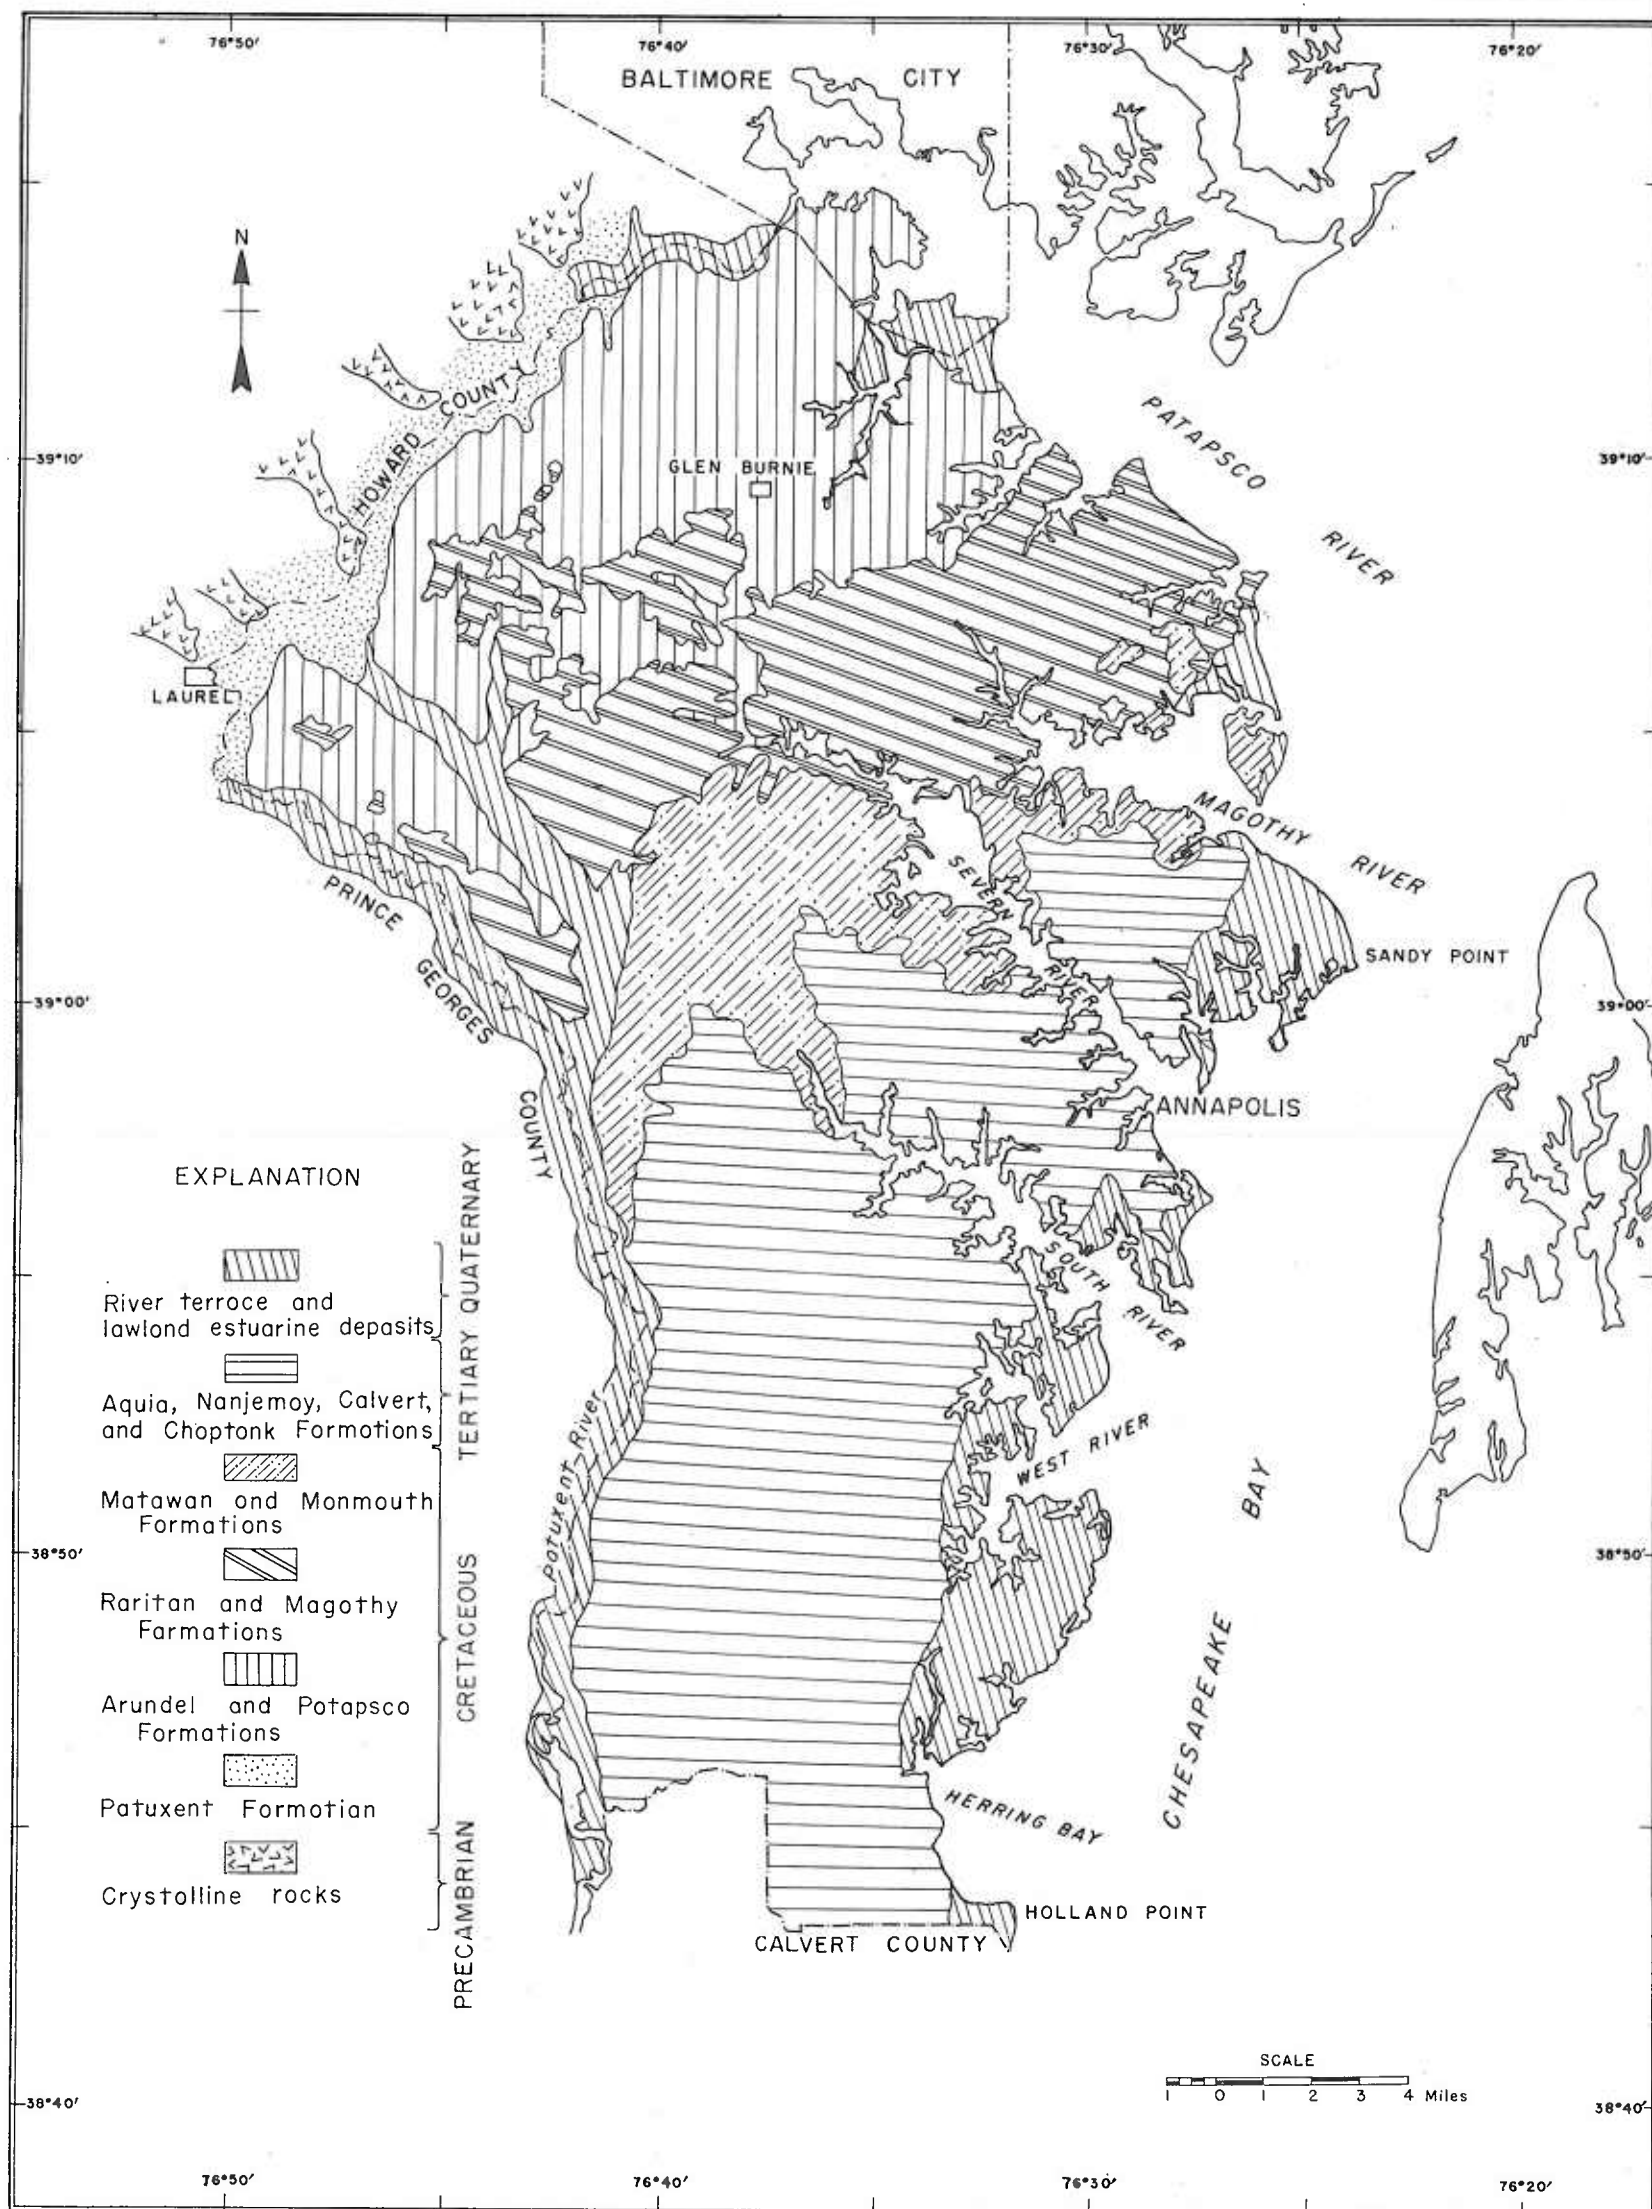 76°50'
76°40'
76°30'
76°20'
BALTIMORE CITY
N
HOWARD COUNTY
PATAPSCO RIVER
39°10'
39°10'
GLEN BURNIE
LAUREL
MAGOTHY RIVER
SEVERN RIVER
PRINCE GEORGES COUNTY
SANDY POINT
39°00'
39°00'
ANNAPOLIS
SOUTH RIVER
WEST RIVER
Patuxent River
CHESAPEAKE BAY
38°50'
38°50'
HERRING BAY
HOLLAND POINT
CALVERT COUNTY
EXPLANATION
QUATERNARY
River terroce and
lawlond estuarine depasits
TERTIARY
Aquia, Nanjemoy, Calvert,
and Choptonk Formotions
CRETACEOUS
Matawan and Monmouth
Formations
Raritan and Magothy
Farmations
Arundel and Potapsco
Formations
Patuxent Formotian
PRECAMBRIAN
Crystolline rocks
SCALE
1 0 1 2 3 4 Miles
38°40'
38°40'
76°50'
76°40'
76°30'
76°20'